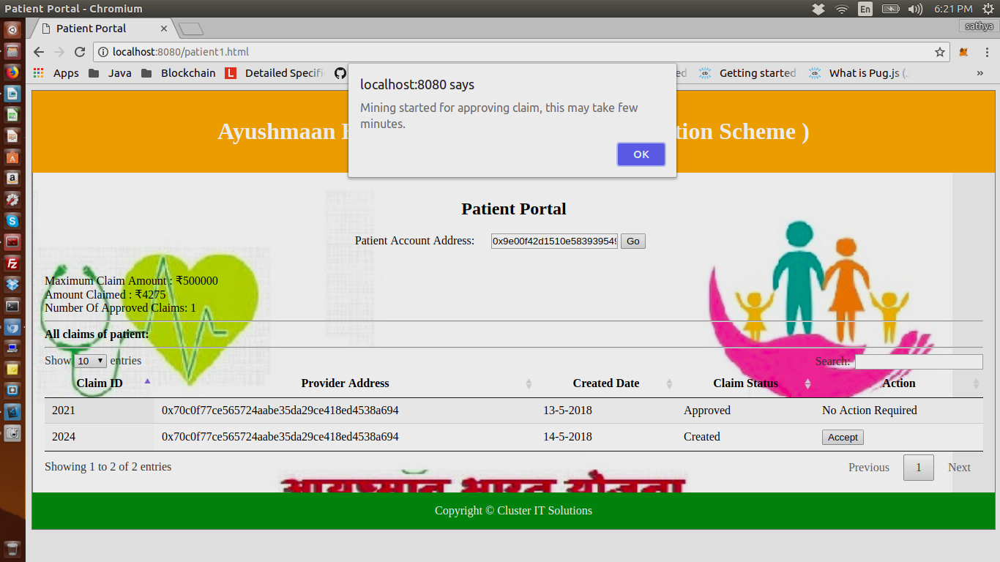 Patient Portal - Chromium
En
6:21 PM
Patient Portal
sathya
localhost:8080/patient1.html
Apps
Java
Blockchain
Detailed Specifi
Getting started
What is Pug.js (
»
localhost:8080 says
Mining started for approving claim, this may take few
minutes.
OK
Ayushmaan
tion Scheme )
Patient Portal
Patient Account Address: 0x9e00f42d1510e58393954 Go
Maximum Claim Amount : ₹500000
Amount Claimed : ₹4275
Number Of Approved Claims: 1
All claims of patient:
Show 10 entries
Search:
Claim ID Provider Address Created Date Claim Status Action
2021 0x70c0f77ce565724aabe35da29ce418ed4538a694 13-5-2018 Approved No Action Required
2024 0x70c0f77ce565724aabe35da29ce418ed4538a694 14-5-2018 Created Accept
Showing 1 to 2 of 2 entries
Previous 1 Next
आयुष्मान भारत योजना
Copyright © Cluster IT Solutions